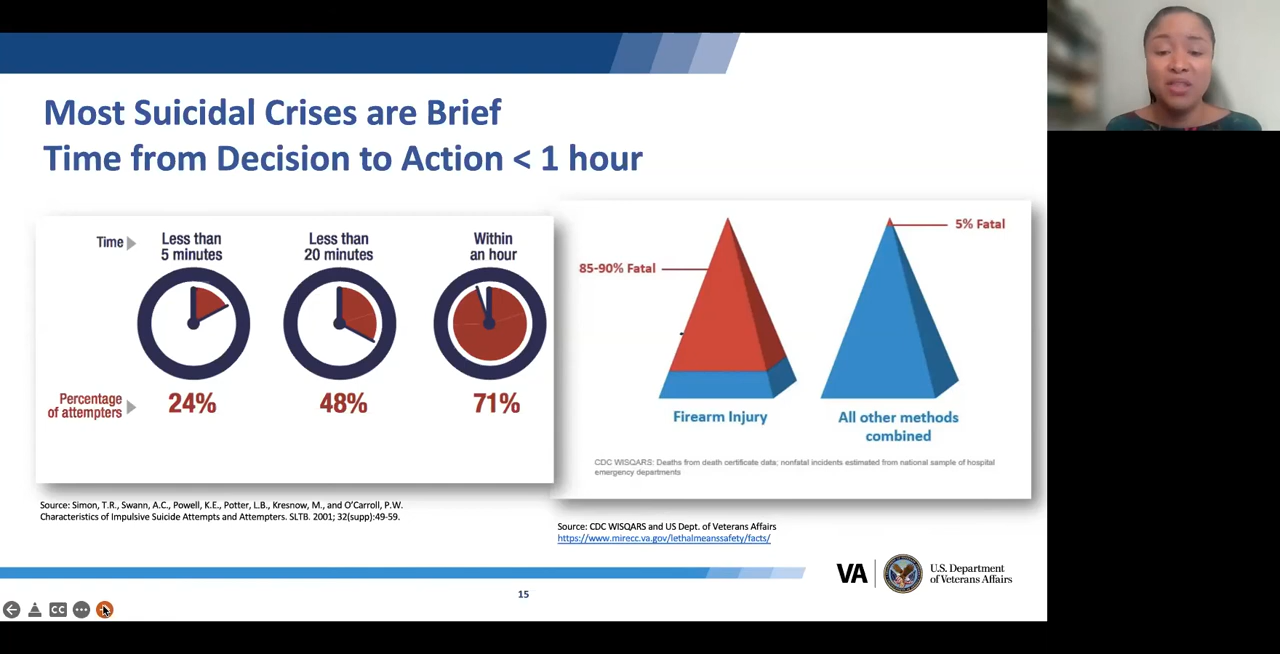 Most Suicidal Crises are Brief
Time from Decision to Action < 1 hour
Time
Less than
5 minutes
Less than
20 minutes
Within
an hour
Percentage
of attempters
24%
48%
71%
Source: Simon, T.R., Swann, A.C., Powell, K.E., Potter, L.B., Kresnow, M., and O’Carroll, P.W.
Characteristics of Impulsive Suicide Attempts and Attempters. SLTB. 2001; 32(supp):49-59.
85-90% Fatal
5% Fatal
Firearm Injury
All other methods
combined
CDC WISQARS: Deaths from death certificate data; nonfatal incidents estimated from national sample of hospital
emergency departments
Source: CDC WISQARS and US Dept. of Veterans Affairs
https://www.mirecc.va.gov/lethalmeanssafety/facts/
VA
U.S. Department
of Veterans Affairs
15
CC